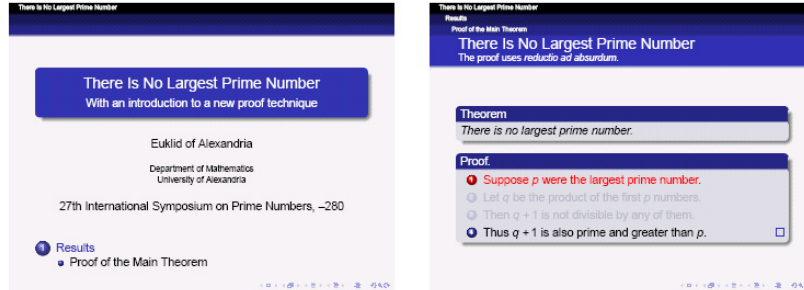 There Is No Largest Prime Number
There Is No Largest Prime Number
With an introduction to a new proof technique
Euklid of Alexandria
Department of Mathematics
University of Alexandria
27th International Symposium on Prime Numbers, –280
1 Results
Proof of the Main Theorem
There Is No Largest Prime Number
Results
Proof of the Main Theorem
There Is No Largest Prime Number
The proof uses reductio ad absurdum.
Theorem
There is no largest prime number.
Proof.
1 Suppose p were the largest prime number.
2 Let q be the product of the first p numbers.
3 Then q + 1 is not divisible by any of them.
4 Thus q + 1 is also prime and greater than p.